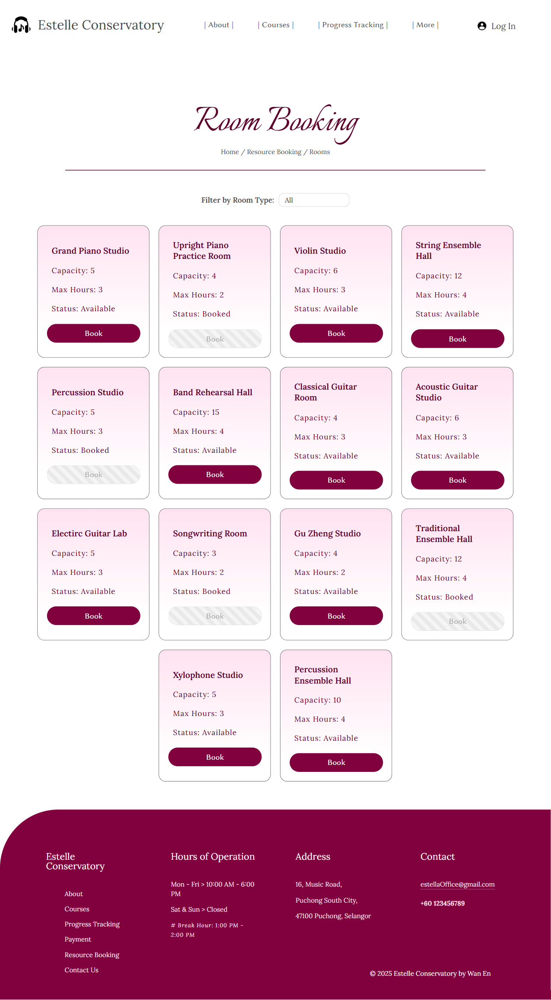 Estelle Conservatory
| About |
| Courses |
| Progress Tracking |
| More |
Log In
Room Booking
Home / Resource Booking / Rooms
Filter by Room Type:
All
Grand Piano Studio
Capacity: 5
Max Hours: 3
Status: Available
Book
Upright Piano
Practice Room
Capacity: 4
Max Hours: 2
Status: Booked
Book
Violin Studio
Capacity: 6
Max Hours: 3
Status: Available
Book
String Ensemble
Hall
Capacity: 12
Max Hours: 4
Status: Available
Book
Percussion Studio
Capacity: 5
Max Hours: 3
Status: Booked
Book
Band Rehearsal Hall
Capacity: 15
Max Hours: 4
Status: Available
Book
Classical Guitar
Room
Capacity: 4
Max Hours: 3
Status: Available
Book
Acoustic Guitar
Studio
Capacity: 6
Max Hours: 3
Status: Available
Book
Electirc Guitar Lab
Capacity: 5
Max Hours: 3
Status: Available
Book
Songwriting Room
Capacity: 3
Max Hours: 2
Status: Booked
Book
Gu Zheng Studio
Capacity: 4
Max Hours: 2
Status: Available
Book
Traditional
Ensemble Hall
Capacity: 12
Max Hours: 4
Status: Booked
Book
Xylophone Studio
Capacity: 5
Max Hours: 3
Status: Available
Book
Percussion
Ensemble Hall
Capacity: 10
Max Hours: 4
Status: Available
Book
Estelle
Conservatory
About
Courses
Progress Tracking
Payment
Resource Booking
Contact Us
Hours of Operation
Mon - Fri > 10:00 AM - 6:00
PM
Sat & Sun > Closed
# Break Hour: 1:00 PM -
2:00 PM
Address
16, Music Road,
Puchong South City,
47100 Puchong, Selangor
Contact
estellaOffice@gmail.com
+60 123456789
© 2025 Estelle Conservatory by Wan En